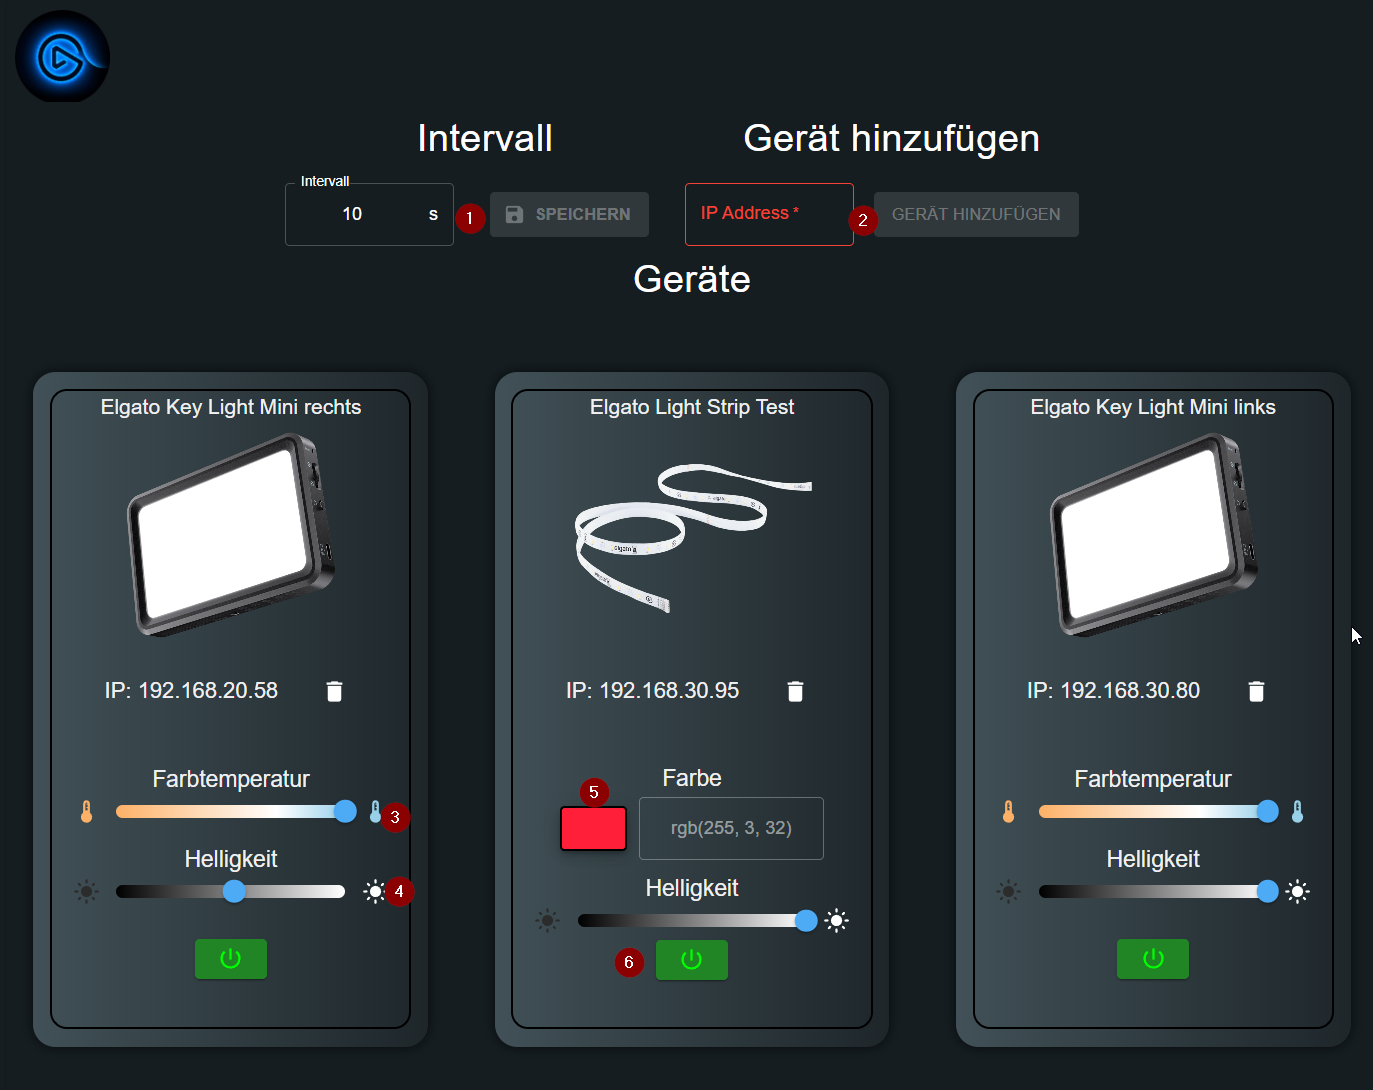 Intervall
Gerät hinzufügen
Intervall
10 s
1
SPEICHERN
IP Address *
2
GERÄT HINZUFÜGEN
Geräte
Elgato Key Light Mini rechts
IP: 192.168.20.58
Farbtemperatur
3
Helligkeit
4
Elgato Light Strip Test
elgato
IP: 192.168.30.95
Farbe
5
rgb(255, 3, 32)
Helligkeit
6
Elgato Key Light Mini links
IP: 192.168.30.80
Farbtemperatur
Helligkeit